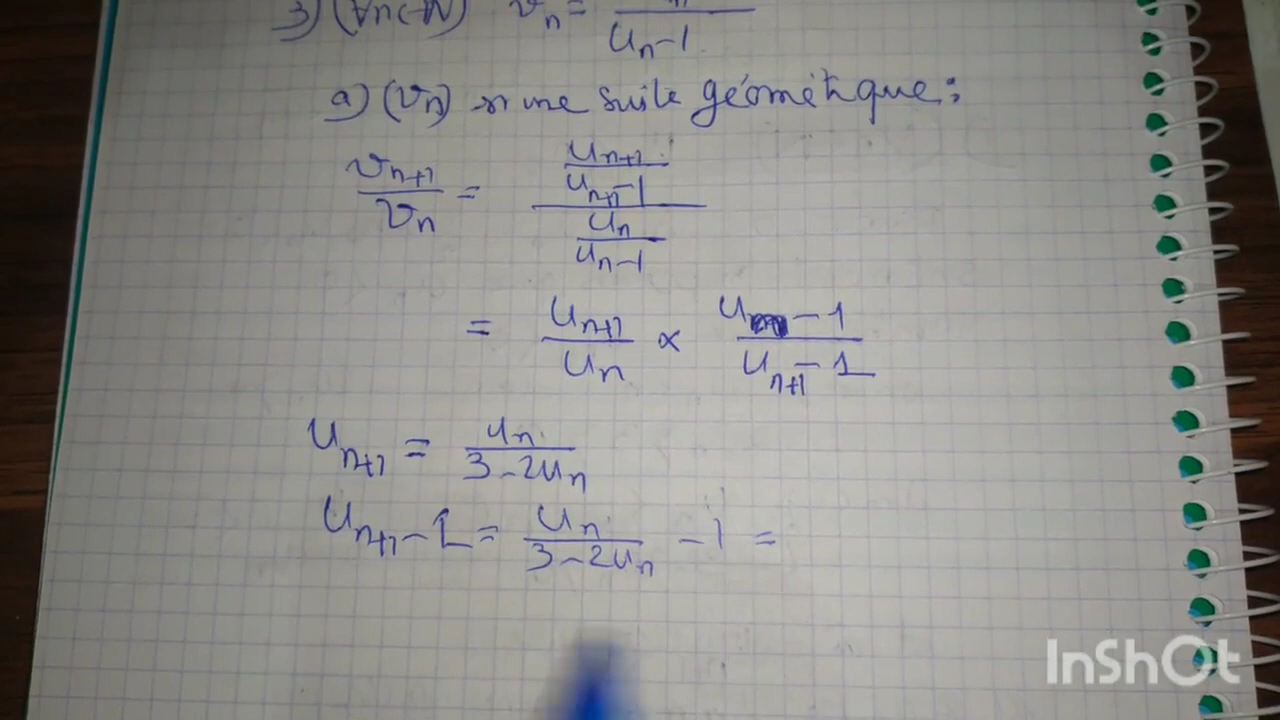 3) (∀n∈ℕ) vₙ = uₙ / (uₙ-1)
a) (vₙ) une suite géométrique :
vₙ₊₁ / vₙ = (uₙ₊₁ / (uₙ₊₁-1)) / (uₙ / (uₙ-1))
= uₙ₊₁ / uₙ × (uₙ-1) / (uₙ₊₁-1)
uₙ₊₁ = uₙ / (3-2uₙ)
uₙ₊₁-1 = uₙ / (3-2uₙ) -1 =
InShOt